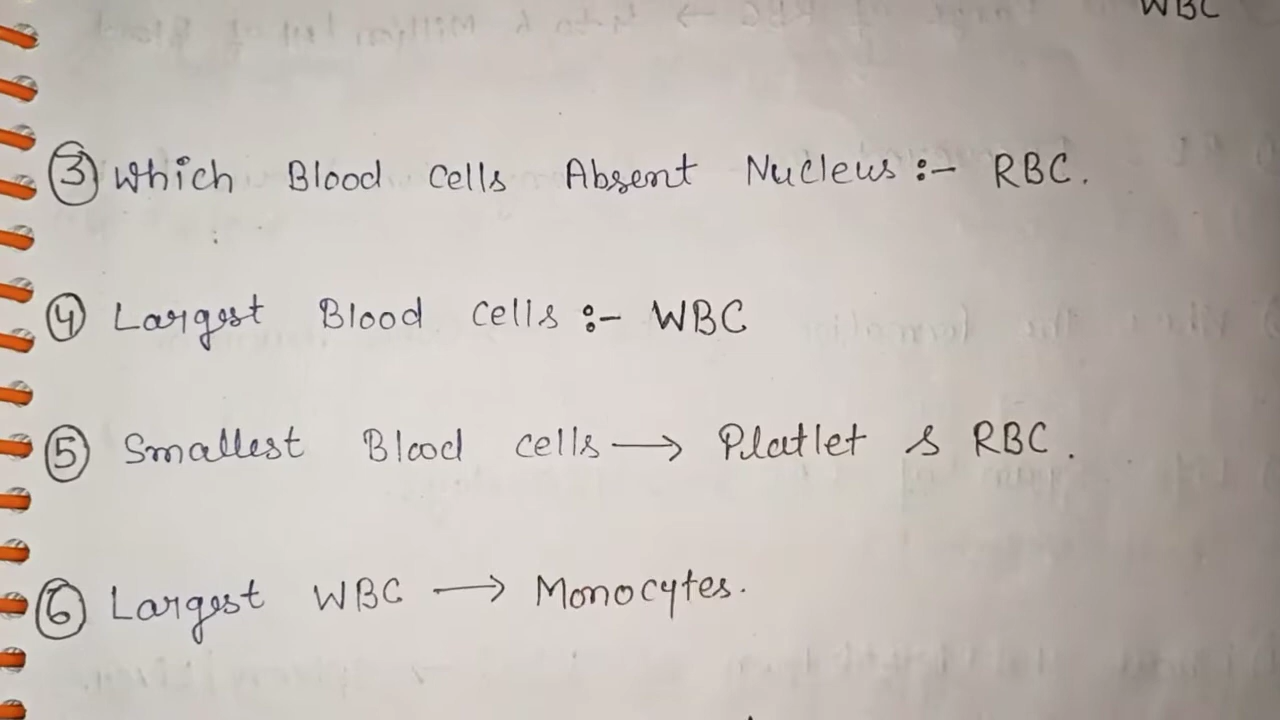 WBC
③ Which Blood cells Absent Nucleus :- RBC.
④ Largest Blood cells :- WBC
⑤ Smallest Blood cells → Platlet & RBC.
⑥ Largest WBC → Monocytes.